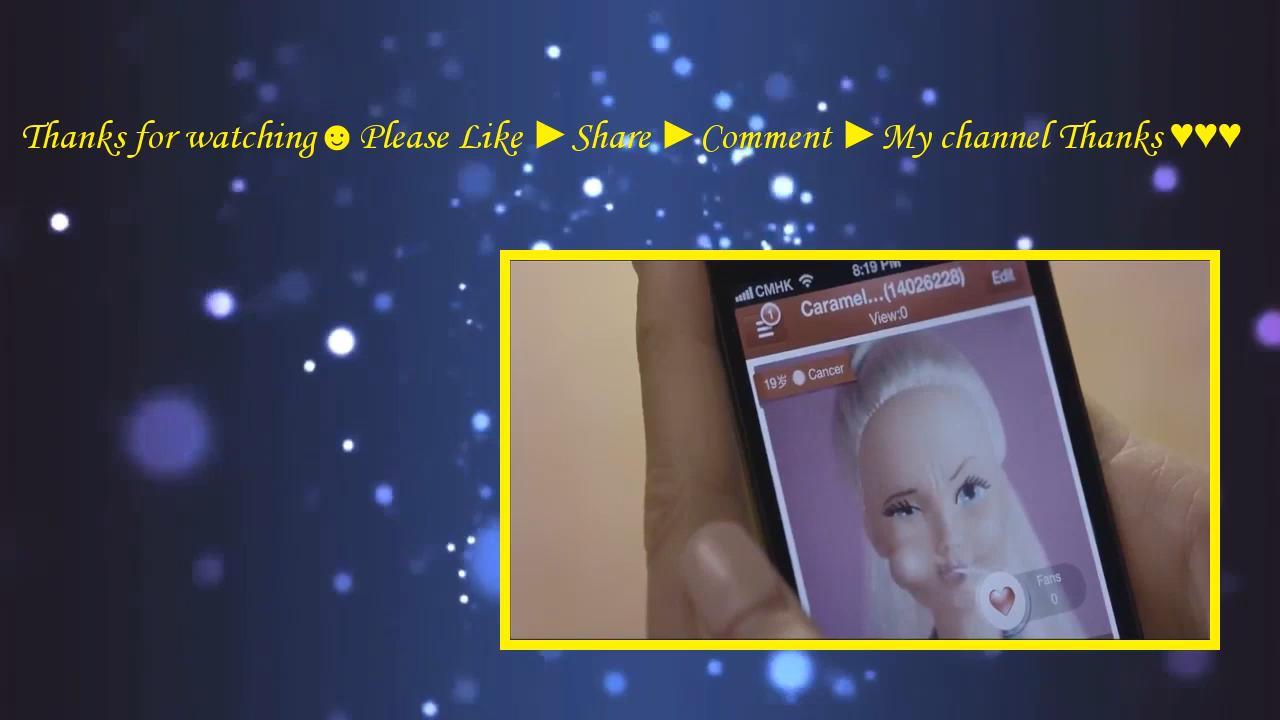 Thanks for watching☻Please Like ►Share ►Comment ►My channel Thanks♥♥♥
CMHK 8:19 PM
1 Caramel...(14026228) Edit
View:0
19岁 Cancer
Fans
0